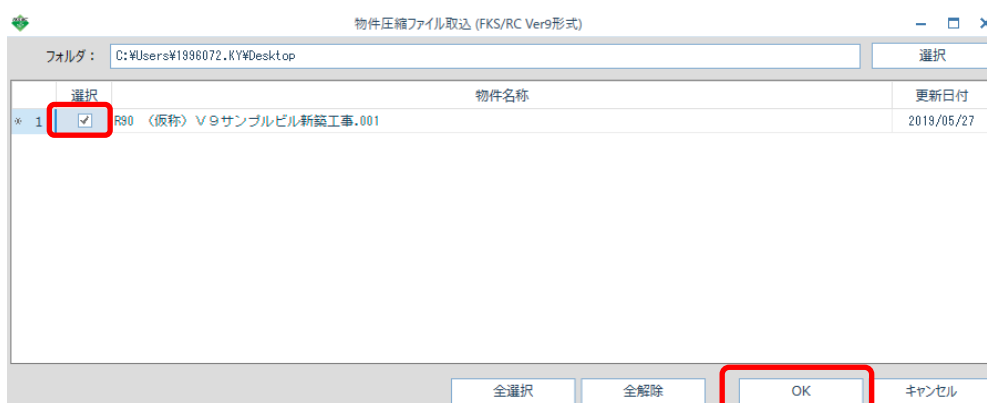 物件圧縮ファイル取込 (FKS/RC Ver9形式)
フォルダ： C:¥Users¥1996072.KY¥Desktop 選択
選択 物件名称 更新日付
* 1 R90 〈仮称〉Ｖ９サンプルビル新築工事.001 2019/05/27
全選択 全解除 OK キャンセル